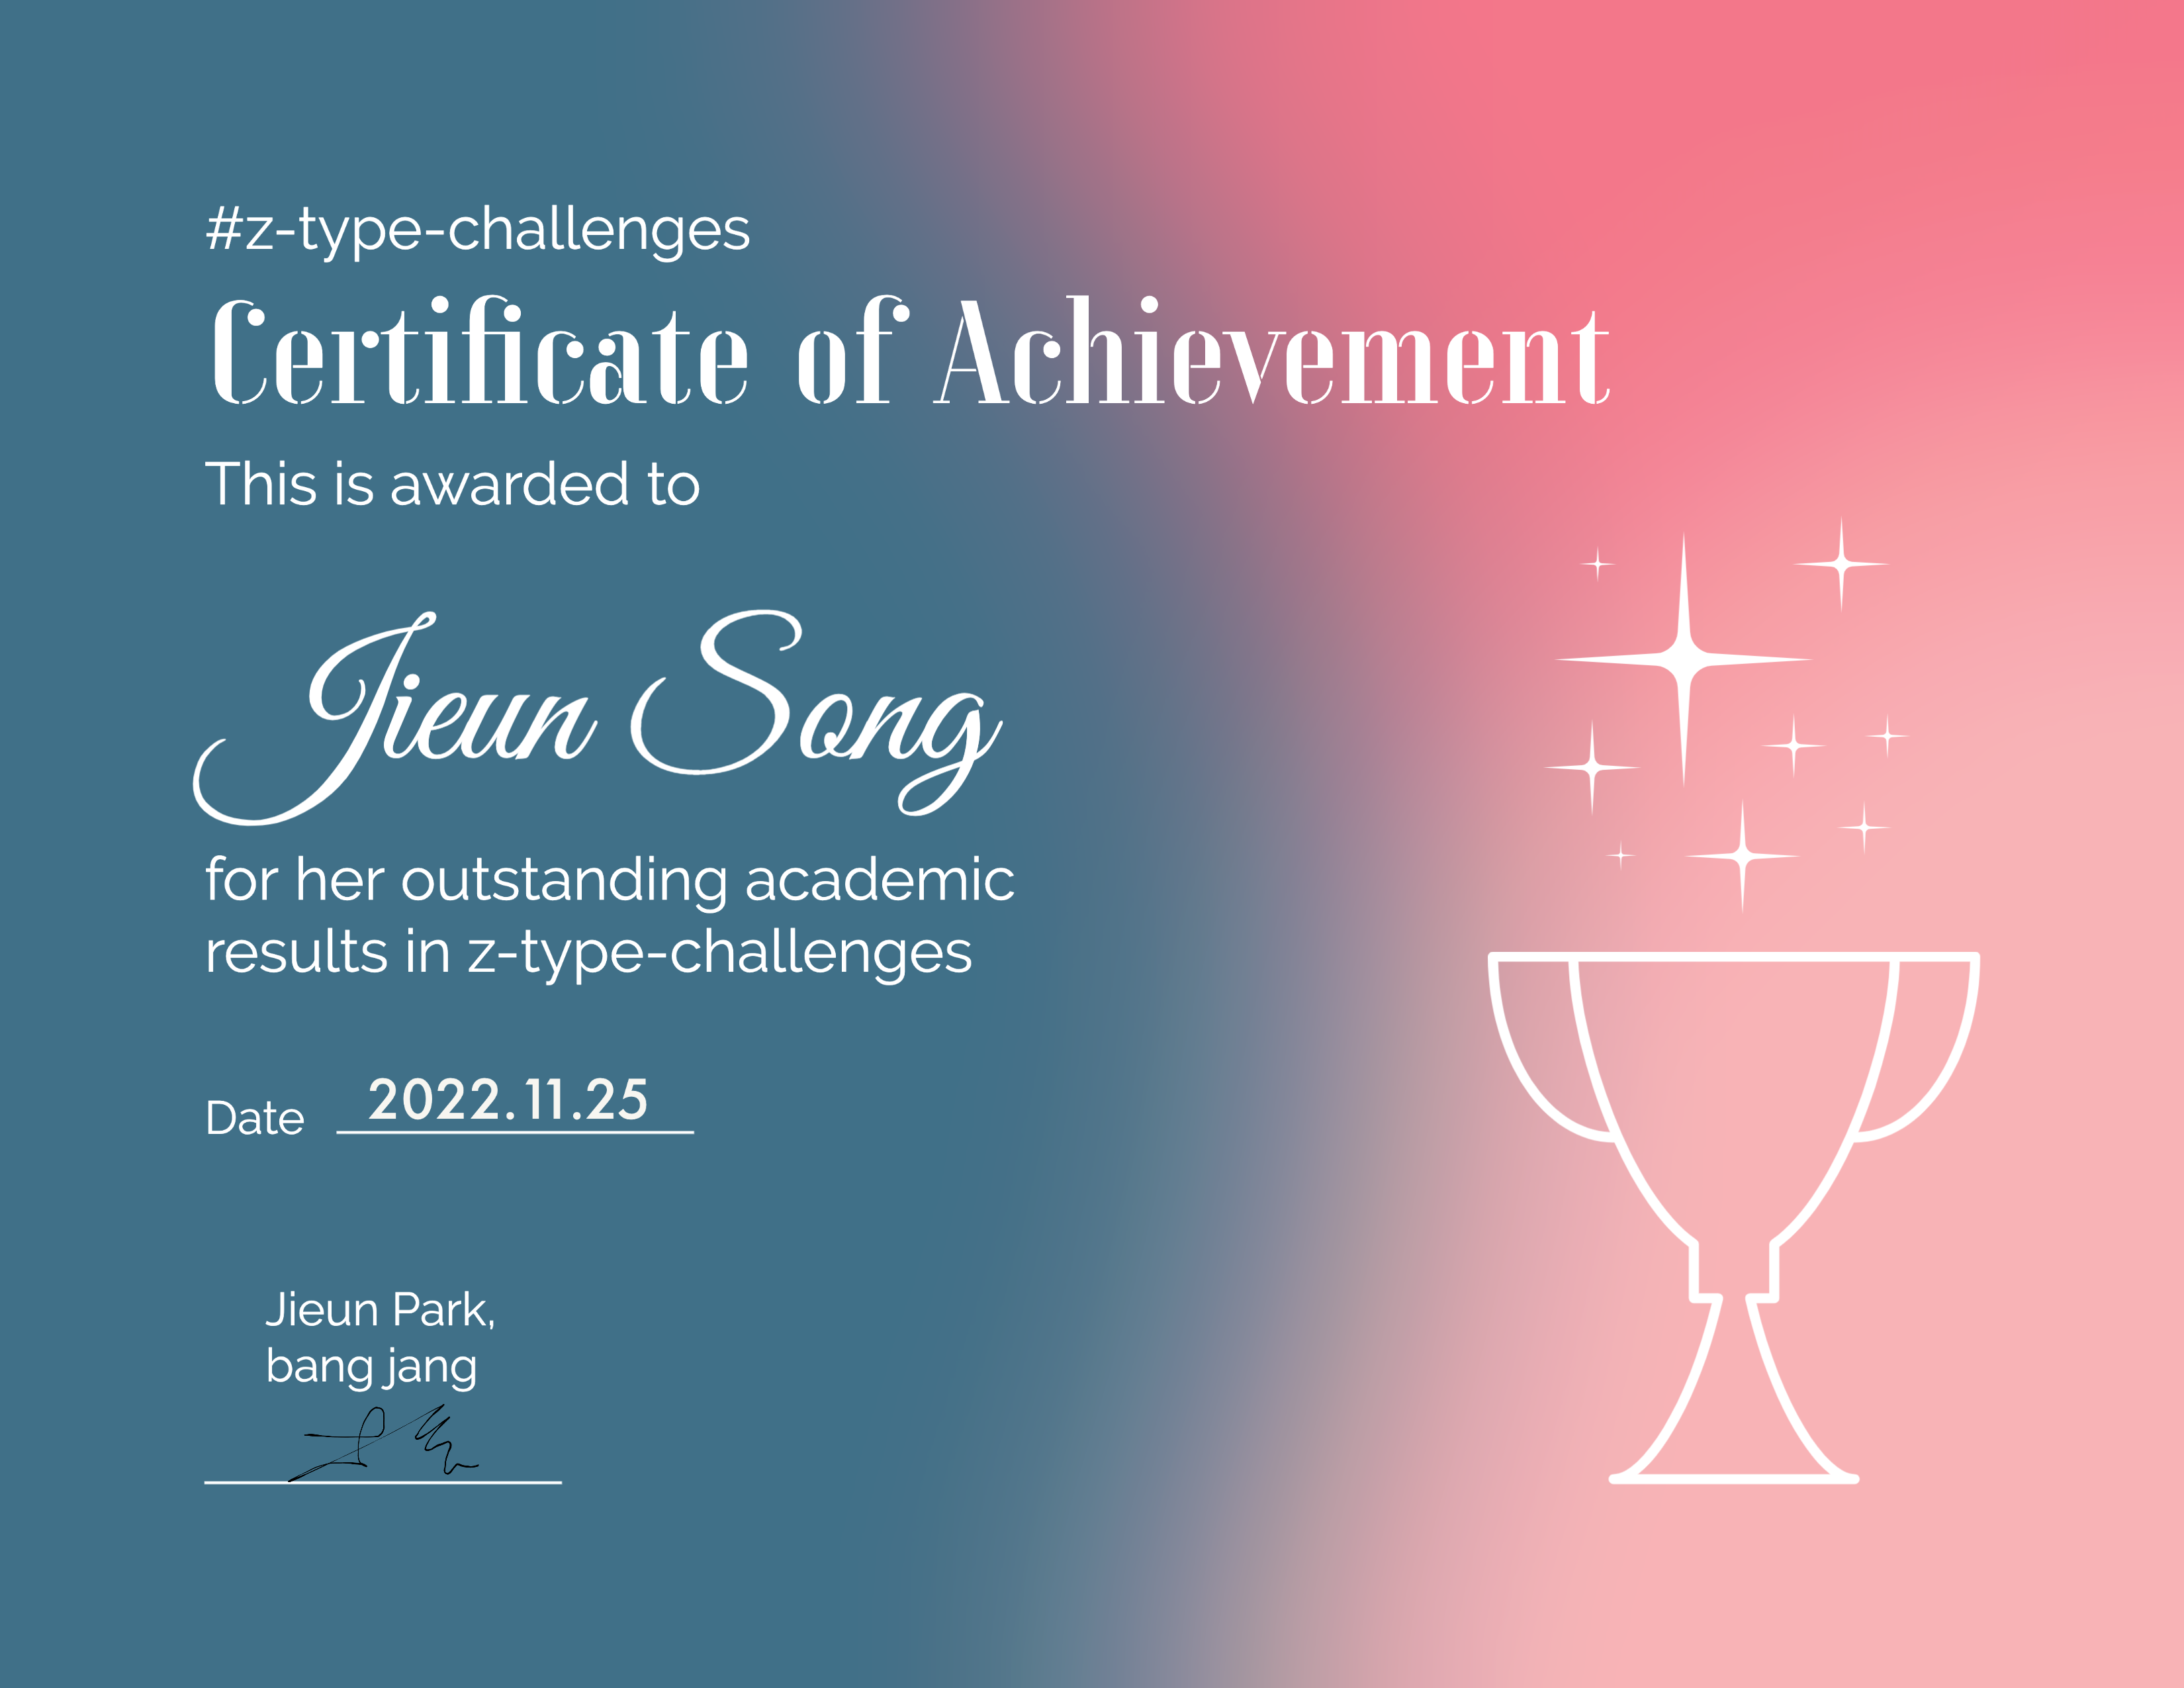 #z-type-challenges
Certificate of Achievement
This is awarded to
Jieun Song
for her outstanding academic
results in z-type-challenges
Date 2022.11.25
Jieun Park,
bang jang